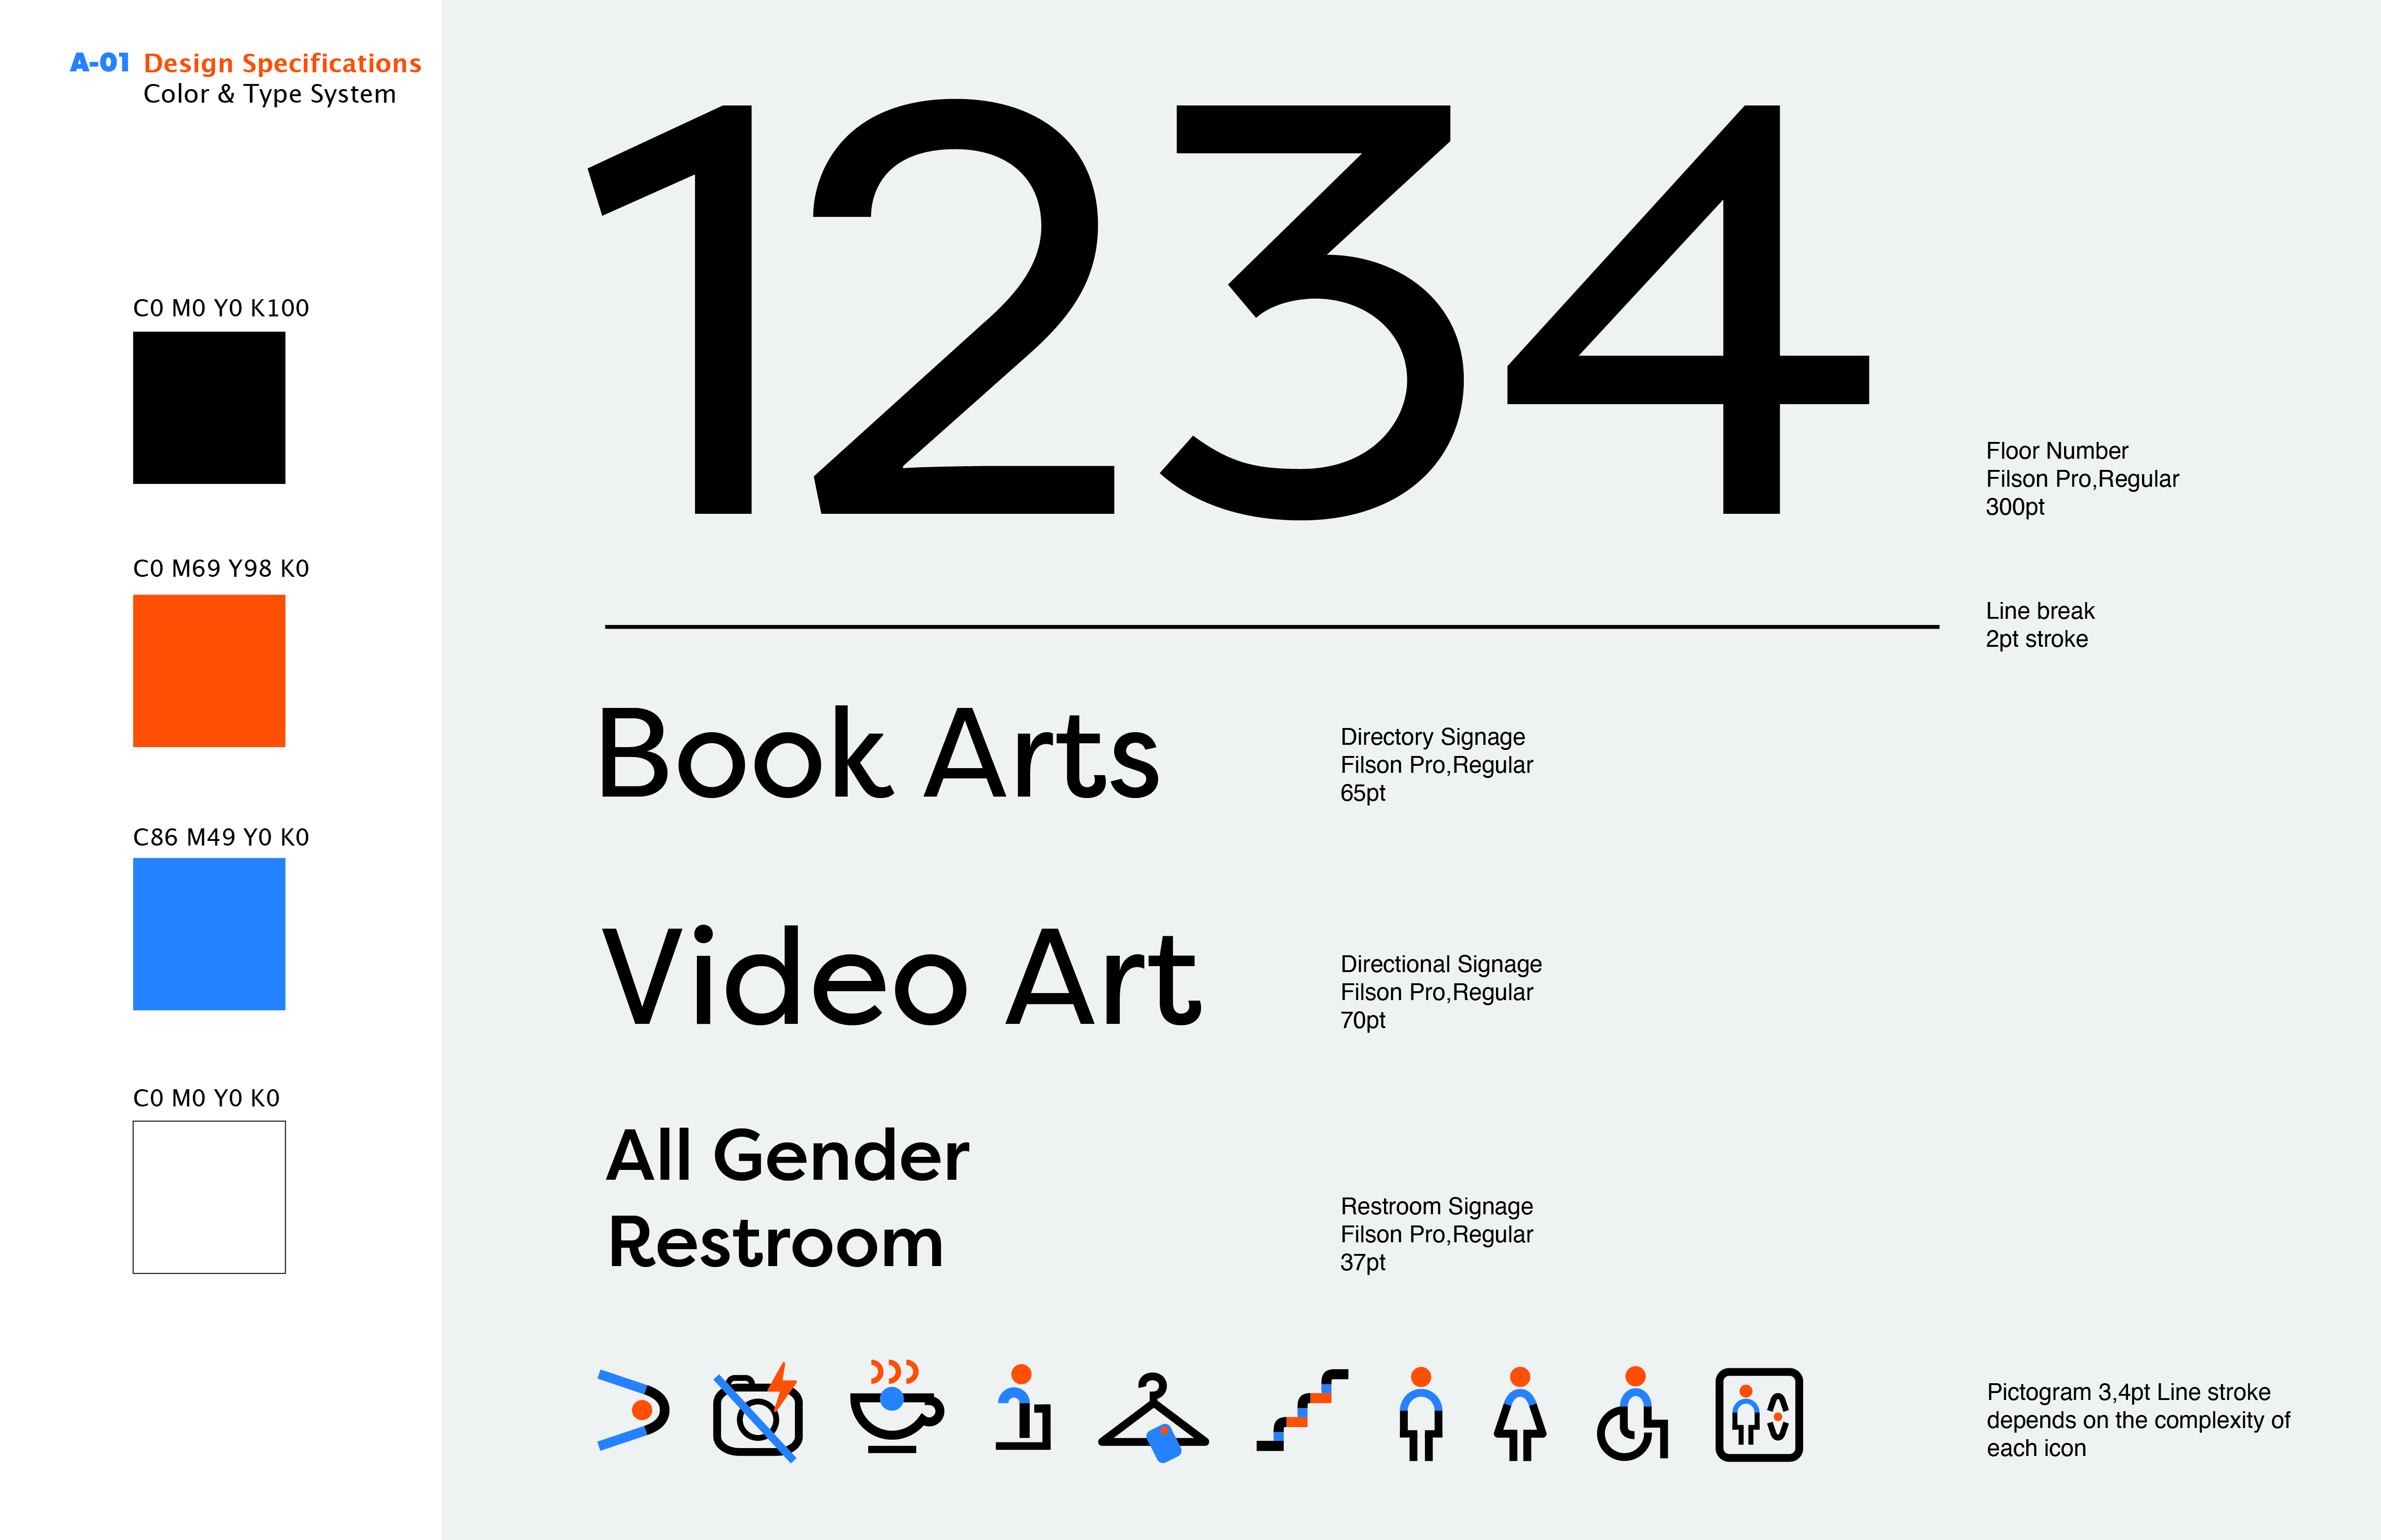 A-01 Design Specifications
Color & Type System
C0 M0 Y0 K100
C0 M69 Y98 K0
C86 M49 Y0 K0
C0 M0 Y0 K0
1234
Floor Number
Filson Pro,Regular
300pt
Line break
2pt stroke
Book Arts
Directory Signage
Filson Pro,Regular
65pt
Video Art
Directional Signage
Filson Pro,Regular
70pt
All Gender
Restroom
Restroom Signage
Filson Pro,Regular
37pt
Pictogram 3,4pt Line stroke
depends on the complexity of
each icon